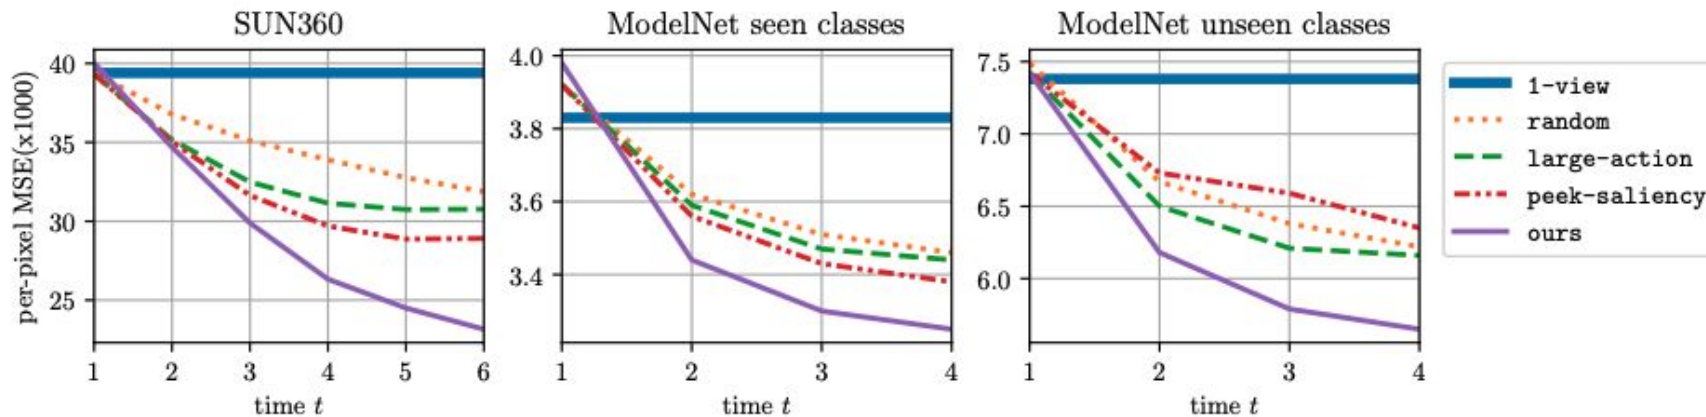 SUN360
ModelNet seen classes
ModelNet unseen classes
per-pixel MSE(x1000)
40
35
30
25
1 2 3 4 5 6
time t
4.0
3.8
3.6
3.4
1 2 3 4
time t
7.5
7.0
6.5
6.0
1 2 3 4
time t
1-view
random
large-action
peek-saliency
ours